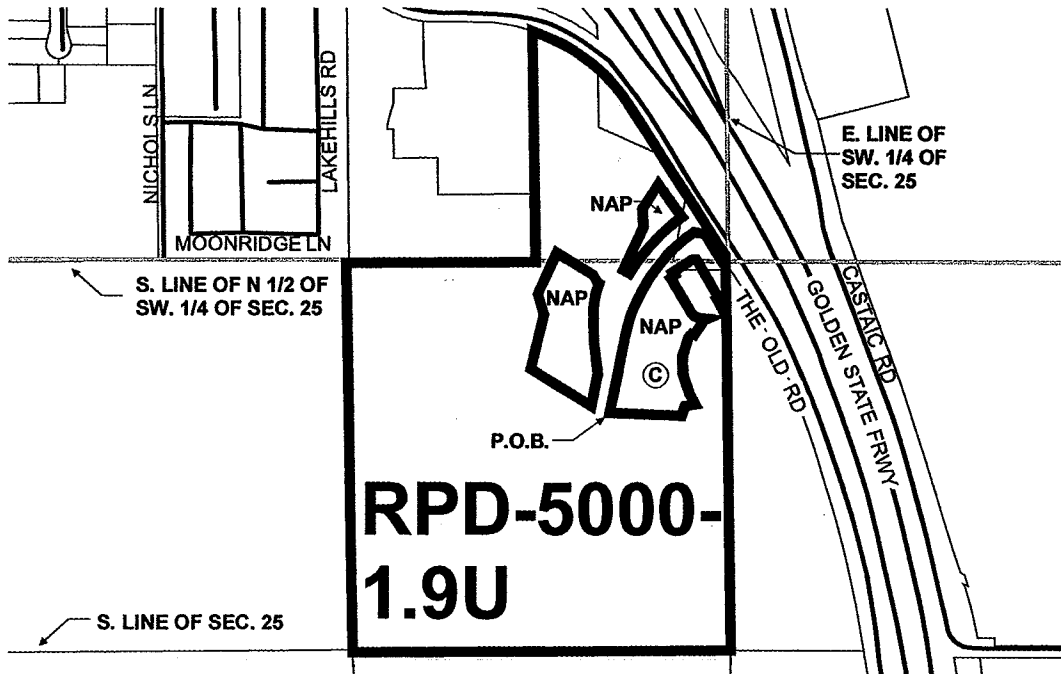 NICHOLS LN
LAKEHILLS RD
MOONRIDGE LN
E. LINE OF
SW. 1/4 OF
SEC. 25
NAP
S. LINE OF N 1/2 OF
SW. 1/4 OF SEC. 25
NAP
NAP
C
THE OLD RD
GOLDEN STATE FRWY
CASTAIC RD
P.O.B.
RPD-5000-
1.9U
S. LINE OF SEC. 25